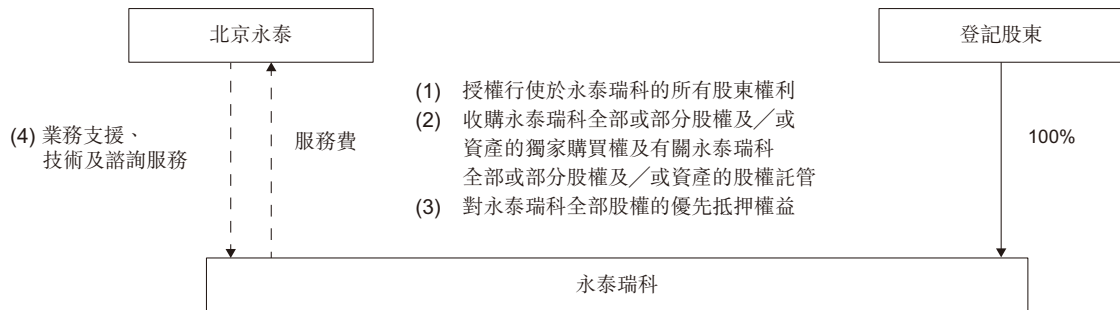 北京永泰
登記股東
(1) 授權行使於永泰瑞科的所有股東權利
(2) 收購永泰瑞科全部或部分股權及／或
資產的獨家購買權及有關永泰瑞科
全部或部分股權及／或資產的股權託管
(3) 對永泰瑞科全部股權的優先抵押權益
(4) 業務支援、
技術及諮詢服務
服務費
100%
永泰瑞科